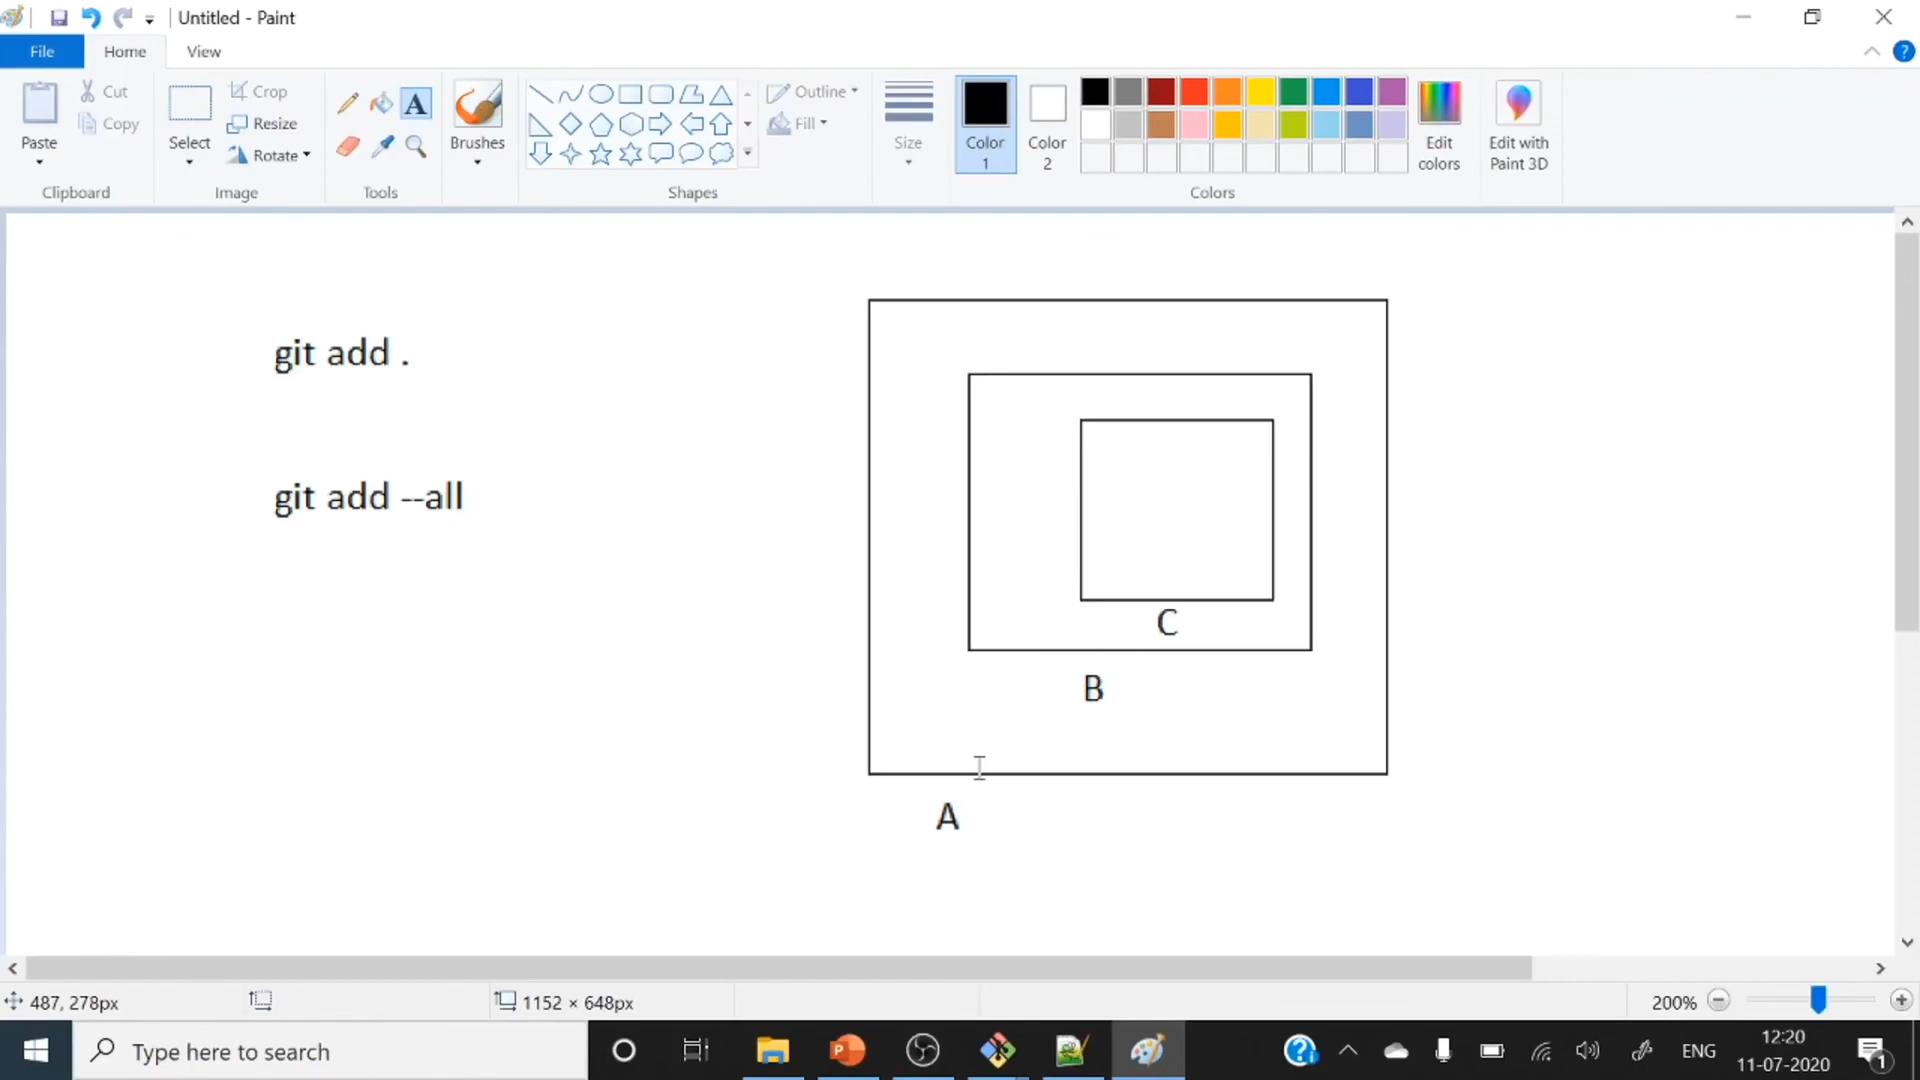 Untitled - Paint
File Home View
Paste Cut Copy Clipboard
Select Crop Resize Rotate Image
A Tools
Brushes
Shapes
Outline Fill
Size
Color 1
Color 2
Colors
Edit colors
Edit with Paint 3D
git add .
git add --all
C
B
A
487, 278px
1152 × 648px
200%
Type here to search
P
ENG
12:20
11-07-2020
1